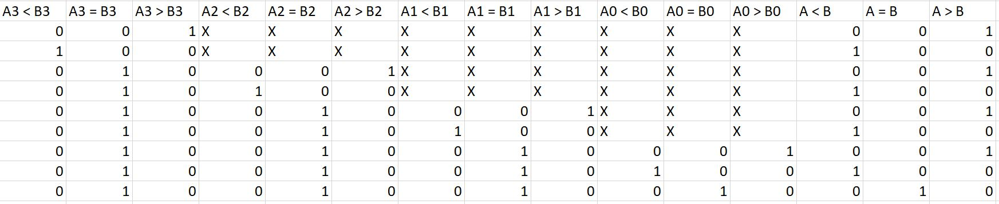 A3 < B3 A3 = B3 A3 > B3 A2 < B2 A2 = B2 A2 > B2 A1 < B1 A1 = B1 A1 > B1 A0 < B0 A0 = B0 A0 > B0 A < B A = B A > B
0 0 1 X X X X X X X X X 0 0 1
1 0 0 X X X X X X X X X 1 0 0
0 1 0 0 0 1 X X X X X X 0 0 1
0 1 0 1 0 0 X X X X X X 1 0 0
0 1 0 0 1 0 0 0 1 X X X 0 0 1
0 1 0 0 1 0 1 0 0 X X X 1 0 0
0 1 0 0 1 0 0 1 0 0 0 1 0 0 1
0 1 0 0 1 0 0 1 0 1 0 0 1 0 0
0 1 0 0 1 0 0 1 0 0 1 0 0 1 0